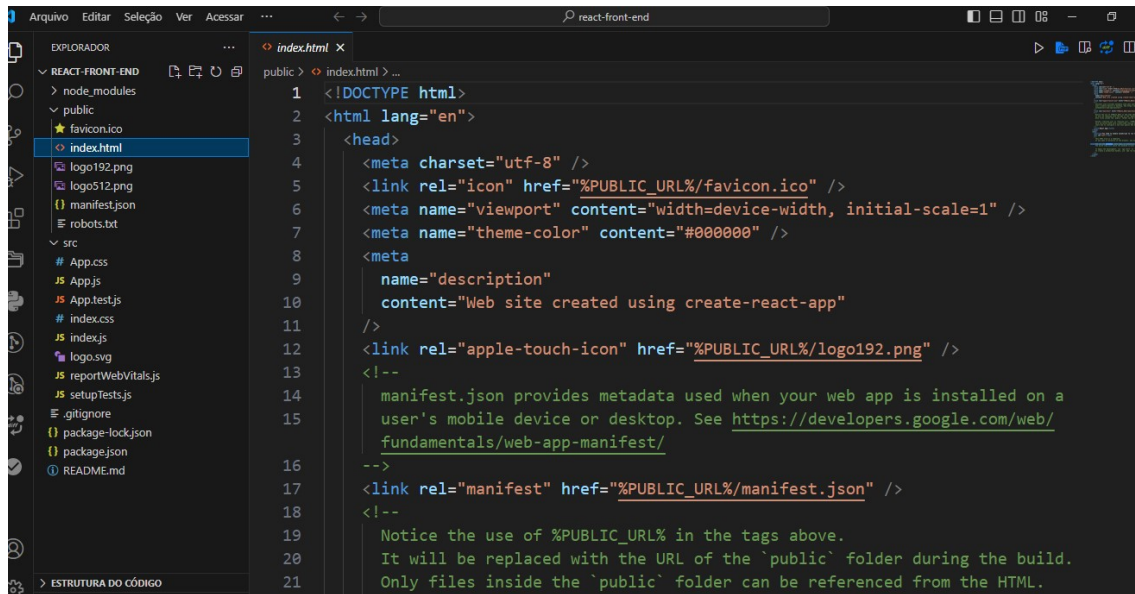 Arquivo Editar Seleção Ver Acessar ··· react-front-end
EXPLORADOR ···
REACT-FRONT-END
node_modules
public
favicon.ico
index.html
logo192.png
logo512.png
manifest.json
robots.txt
src
App.css
App.js
App.test.js
index.css
index.js
logo.svg
reportWebVitals.js
setupTests.js
.gitignore
package-lock.json
package.json
README.md
ESTRUTURA DO CÓDIGO
index.html
public > index.html > ...
1 <!DOCTYPE html>
2 <html lang="en">
3 <head>
4 <meta charset="utf-8" />
5 <link rel="icon" href="%PUBLIC_URL%/favicon.ico" />
6 <meta name="viewport" content="width=device-width, initial-scale=1" />
7 <meta name="theme-color" content="#000000" />
8 <meta
9 name="description"
10 content="Web site created using create-react-app"
11 />
12 <link rel="apple-touch-icon" href="%PUBLIC_URL%/logo192.png" />
13 <!--
14 manifest.json provides metadata used when your web app is installed on a
15 user's mobile device or desktop. See https://developers.google.com/web/
fundamentals/web-app-manifest/
16 -->
17 <link rel="manifest" href="%PUBLIC_URL%/manifest.json" />
18 <!--
19 Notice the use of %PUBLIC_URL% in the tags above.
20 It will be replaced with the URL of the `public` folder during the build.
21 Only files inside the `public` folder can be referenced from the HTML.